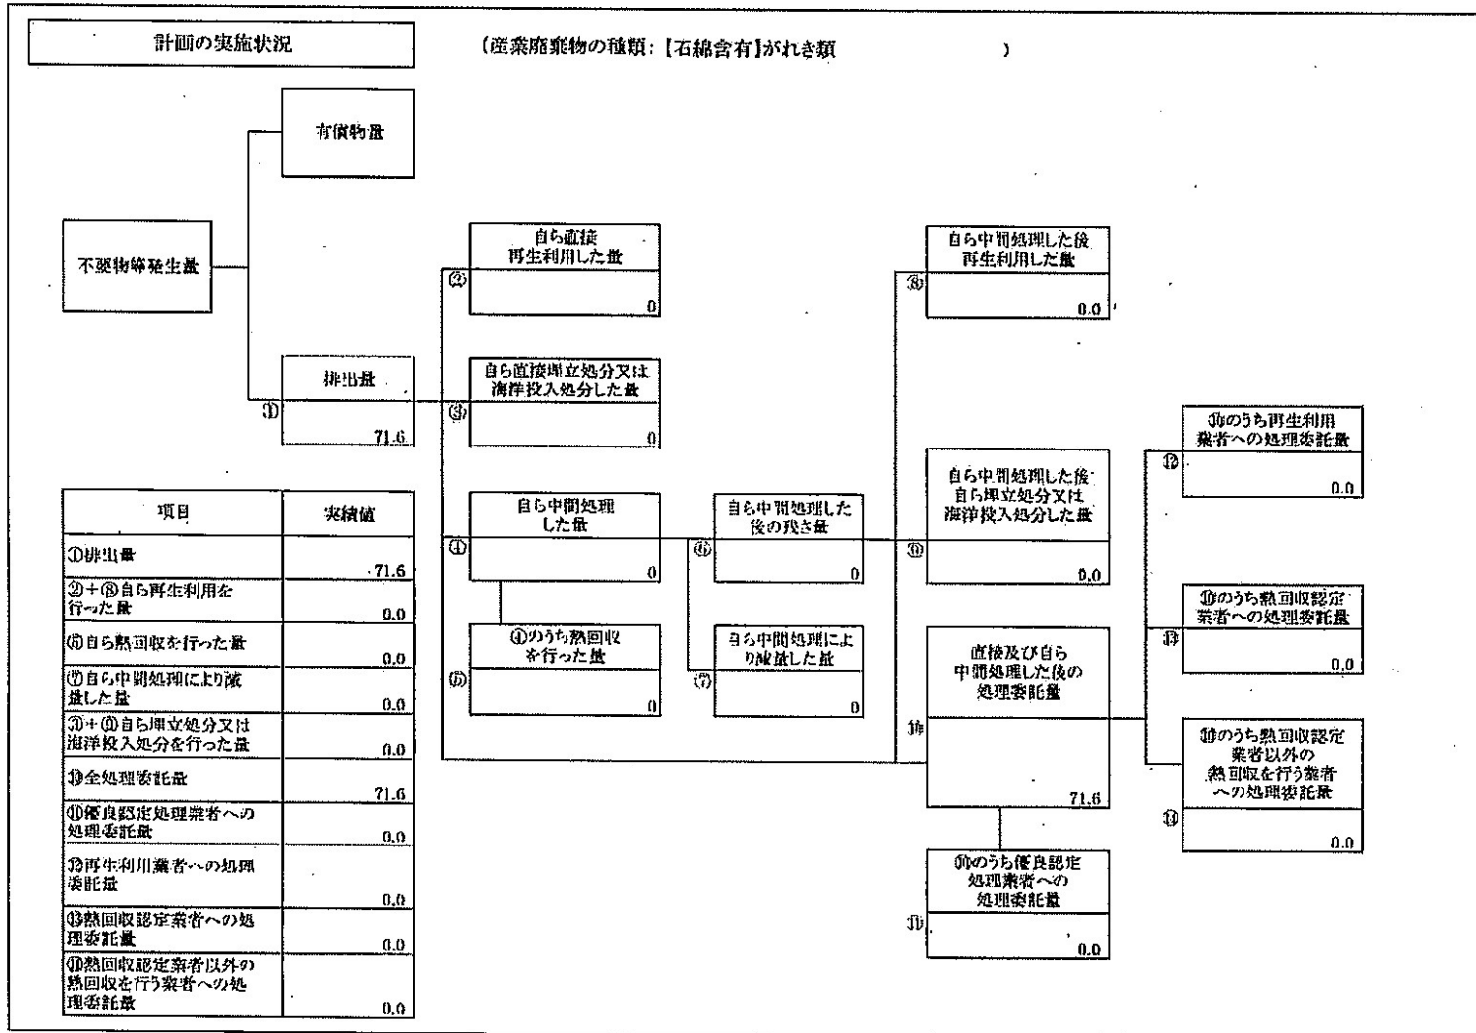 計画の実施状況
(産業廃棄物の種類:【石綿含有】がれき類 )
有償物量
不要物等発生量
排出量
①
71.6
自ら直接
再生利用した量
②
0
自ら直接埋立処分又は
海洋投入処分した量
③
0
自ら中間処理
した量
④
0
④のうち熱回収
を行った量
⑤
0
自ら中間処理した
後の残さ量
⑥
0
自ら中間処理によ
り減量した量
⑦
0
自ら中間処理した後
再生利用した量
⑧
0.0
自ら中間処理した後
自ら埋立処分又は
海洋投入処分した量
⑨
0.0
直接及び自ら
中間処理した後の
処理委託量
⑩
71.6
⑩のうち優良認定
処理業者への
処理委託量
⑪
0.0
⑩のうち再生利用
業者への処理委託量
⑫
0.0
⑩のうち熱回収認定
業者への処理委託量
⑬
0.0
⑩のうち熱回収認定
業者以外の
熱回収を行う業者
への処理委託量
⑭
0.0
項目 実績値
①排出量 71.6
②+⑧自ら再生利用を
行った量 0.0
⑤自ら熱回収を行った量 0.0
⑦自ら中間処理により減
量した量 0.0
③+⑨自ら埋立処分又は
海洋投入処分を行った量 0.0
⑩全処理委託量 71.6
⑪優良認定処理業者への
処理委託量 0.0
⑫再生利用業者への処理
委託量 0.0
⑬熱回収認定業者への処
理委託量 0.0
⑭熱回収認定業者以外の
熱回収を行う業者への処
理委託量 0.0